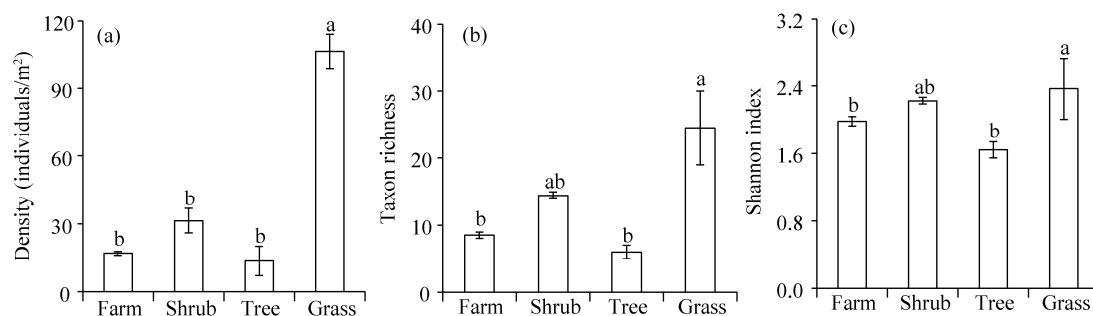 (a)
Density (individuals/m²)
120
90
60
30
0
b
b
b
a
Farm Shrub Tree Grass
(b)
Taxon richness
40
30
20
10
0
b
ab
b
a
Farm Shrub Tree Grass
(c)
Shannon index
3.2
2.4
1.6
0.8
0.0
b
ab
b
a
Farm Shrub Tree Grass